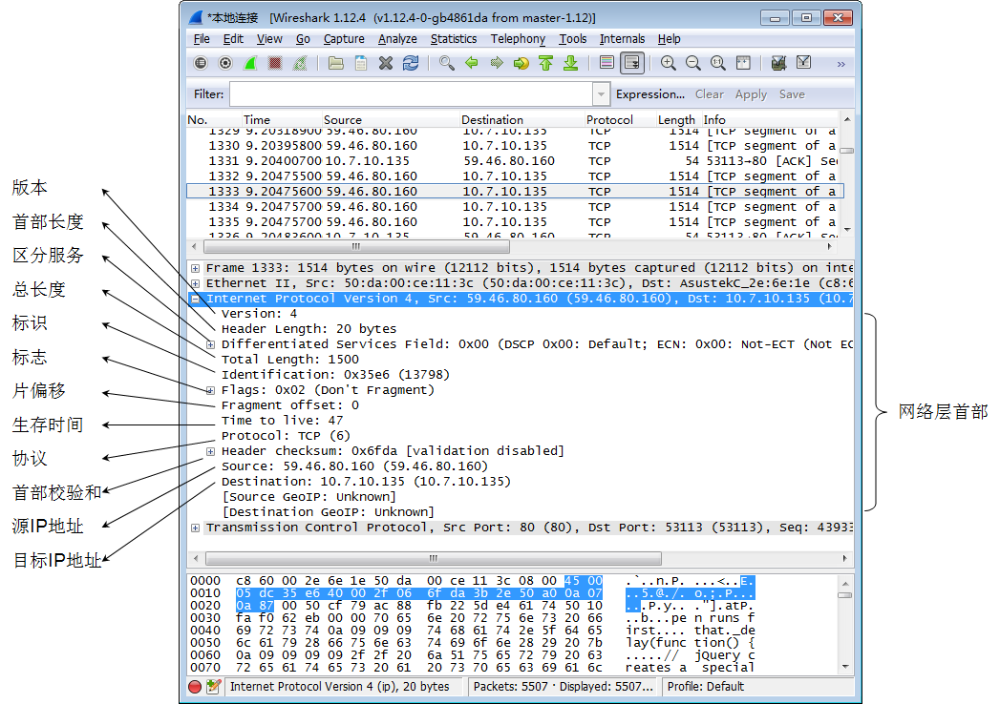 *本地连接 [Wireshark 1.12.4 (v1.12.4-0-gb4861da from master-1.12)]
File Edit View Go Capture Analyze Statistics Telephony Tools Internals Help
Filter: Expression... Clear Apply Save
No. Time Source Destination Protocol Length Info
1329 9.20318900 59.46.80.160 10.7.10.135 TCP 1514 [TCP segment of a
1330 9.20395800 59.46.80.160 10.7.10.135 TCP 1514 [TCP segment of a
1331 9.20400700 10.7.10.135 59.46.80.160 TCP 54 53113→80 [ACK] Se
1332 9.20475500 59.46.80.160 10.7.10.135 TCP 1514 [TCP segment of a
1333 9.20475600 59.46.80.160 10.7.10.135 TCP 1514 [TCP segment of a
1334 9.20475700 59.46.80.160 10.7.10.135 TCP 1514 [TCP segment of a
1335 9.20475700 59.46.80.160 10.7.10.135 TCP 1514 [TCP segment of a
1336 9.20483600 10.7.10.135 59.46.80.160 TCP 54 53113→80 [ACK] Se
版本
首部长度
区分服务
总长度
标识
标志
片偏移
生存时间
协议
首部校验和
源IP地址
目标IP地址
Frame 1333: 1514 bytes on wire (12112 bits), 1514 bytes captured (12112 bits) on inte
Ethernet II, Src: 50:da:00:ce:11:3c (50:da:00:ce:11:3c), Dst: AsustekC_2e:6e:1e (c8:6
Internet Protocol Version 4, Src: 59.46.80.160 (59.46.80.160), Dst: 10.7.10.135 (10.7
Version: 4
Header Length: 20 bytes
Differentiated Services Field: 0x00 (DSCP 0x00: Default; ECN: 0x00: Not-ECT (Not EC
Total Length: 1500
Identification: 0x35e6 (13798)
Flags: 0x02 (Don't Fragment)
Fragment offset: 0
Time to live: 47
Protocol: TCP (6)
Header checksum: 0x6fda [validation disabled]
Source: 59.46.80.160 (59.46.80.160)
Destination: 10.7.10.135 (10.7.10.135)
[Source GeoIP: Unknown]
[Destination GeoIP: Unknown]
Transmission Control Protocol, Src Port: 80 (80), Dst Port: 53113 (53113), Seq: 43933
网络层首部
0000 c8 60 00 2e 6e 1e 50 da 00 ce 11 3c 08 00 45 00 .`..n.P. ...<..E.
0010 05 dc 35 e6 40 00 2f 06 6f da 3b 2e 50 a0 0a 07 ..5.@./. o.;.P...
0020 0a 87 00 50 cf 79 ac 88 fb 22 5d e4 61 74 50 10 ...P.y.. ."].atP.
0030 fa f0 62 eb 00 00 70 65 6e 20 72 75 6e 73 20 66 ..b...pe n runs f
0040 69 72 73 74 0a 09 09 09 74 68 61 74 2e 5f 64 65 irst.... that._de
0050 6c 61 79 28 66 75 6e 63 74 69 6f 6e 28 29 20 7b lay(func tion() {
0060 0a 09 09 09 09 2f 2f 20 6a 51 75 65 72 79 20 63 .....// jQuery c
0070 72 65 61 74 65 73 20 61 20 73 70 65 63 69 61 6c reates a special
Internet Protocol Version 4 (ip), 20 bytes Packets: 5507 · Displayed: 5507... Profile: Default